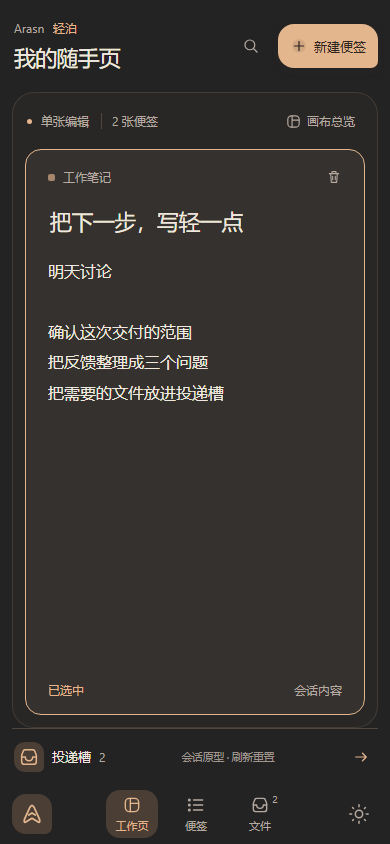 Arasn 轻泊
我的随手页
新建便签
单张编辑
2 张便签
画布总览
工作笔记
把下一步，写轻一点
明天讨论
确认这次交付的范围
把反馈整理成三个问题
把需要的文件放进投递槽
已选中
会话内容
投递槽 2
会话原型 · 刷新重置
工作页
便签
文件 2